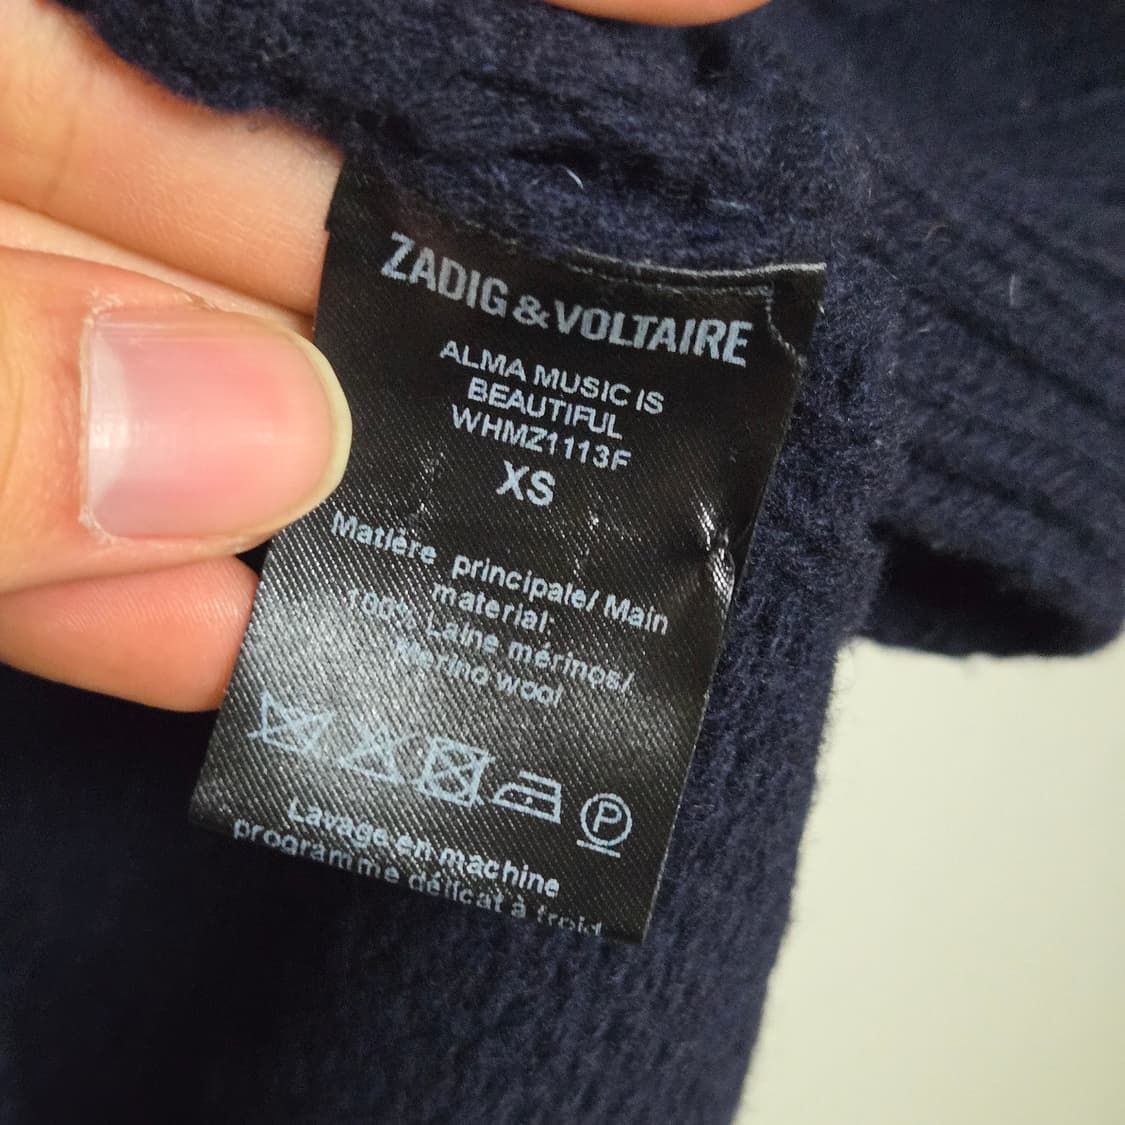 ZADIG&VOLTAIRE
ALMA MUSIC IS
BEAUTIFUL
WHMZ1113F
XS
Matière principale/ Main
material:
100% Laine mérinos/
Merino wool
P
Lavage en machine
programme délicat à froid